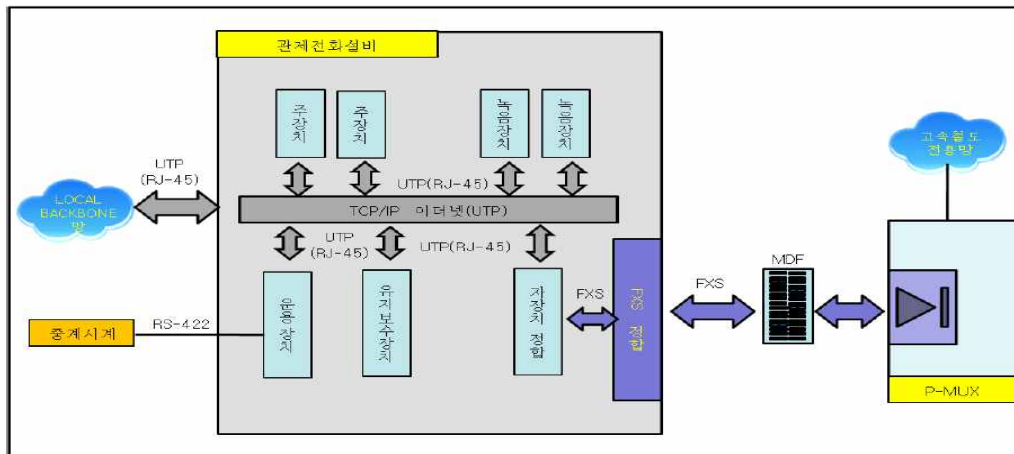 관제전화설비
주장치
주장치
녹음장치
녹음장치
고속철도
전송망
UTP
(RJ-45)
UTP(RJ-45)
LOCAL
BACKBONE
망
TCP/IP 이더넷(UTP)
UTP
(RJ-45)
UTP(RJ-45)
MDF
운용장치
유지보수장치
자장치 정합
FXS
FXS 정합
FXS
RS-422
중계시계
P-MUX